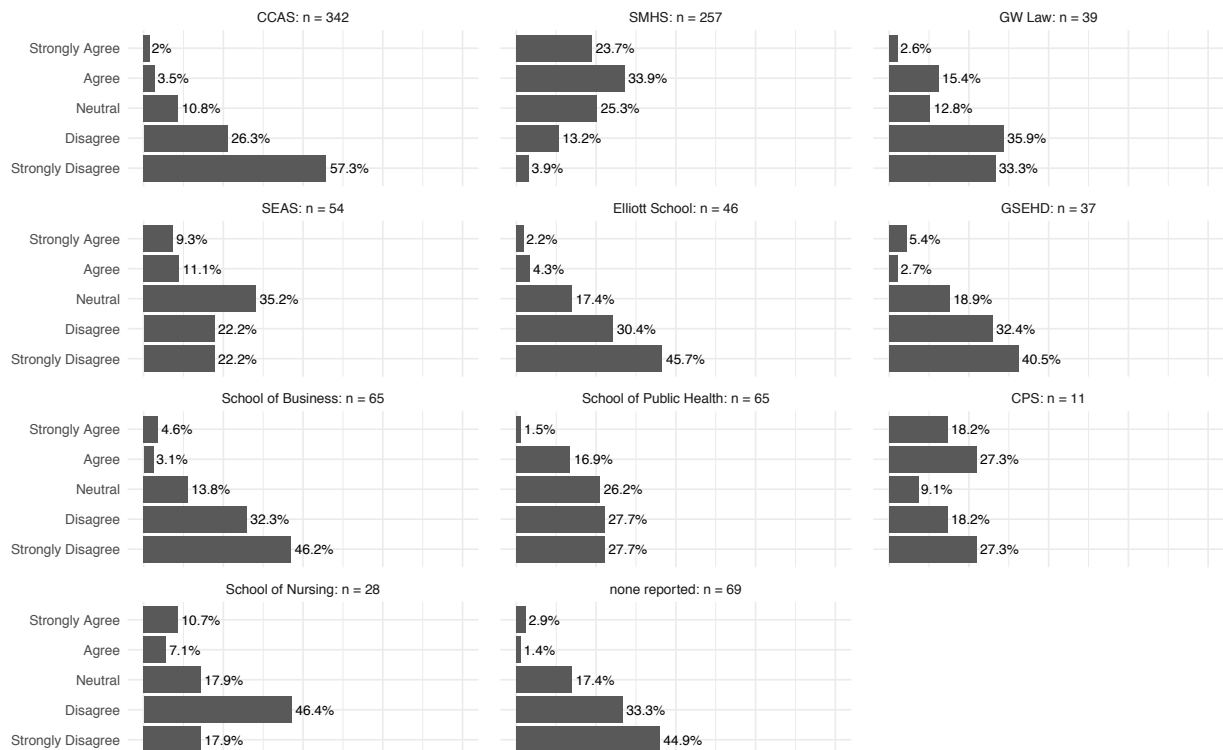 CCAS: n = 342
SMHS: n = 257
GW Law: n = 39
Strongly Agree 2% 23.7% 2.6%
Agree 3.5% 33.9% 15.4%
Neutral 10.8% 25.3% 12.8%
Disagree 26.3% 13.2% 35.9%
Strongly Disagree 57.3% 3.9% 33.3%
SEAS: n = 54
Elliott School: n = 46
GSEHD: n = 37
Strongly Agree 9.3% 2.2% 5.4%
Agree 11.1% 4.3% 2.7%
Neutral 35.2% 17.4% 18.9%
Disagree 22.2% 30.4% 32.4%
Strongly Disagree 22.2% 45.7% 40.5%
School of Business: n = 65
School of Public Health: n = 65
CPS: n = 11
Strongly Agree 4.6% 1.5% 18.2%
Agree 3.1% 16.9% 27.3%
Neutral 13.8% 26.2% 9.1%
Disagree 32.3% 27.7% 18.2%
Strongly Disagree 46.2% 27.7% 27.3%
School of Nursing: n = 28
none reported: n = 69
Strongly Agree 10.7% 2.9%
Agree 7.1% 1.4%
Neutral 17.9% 17.4%
Disagree 46.4% 33.3%
Strongly Disagree 17.9% 44.9%